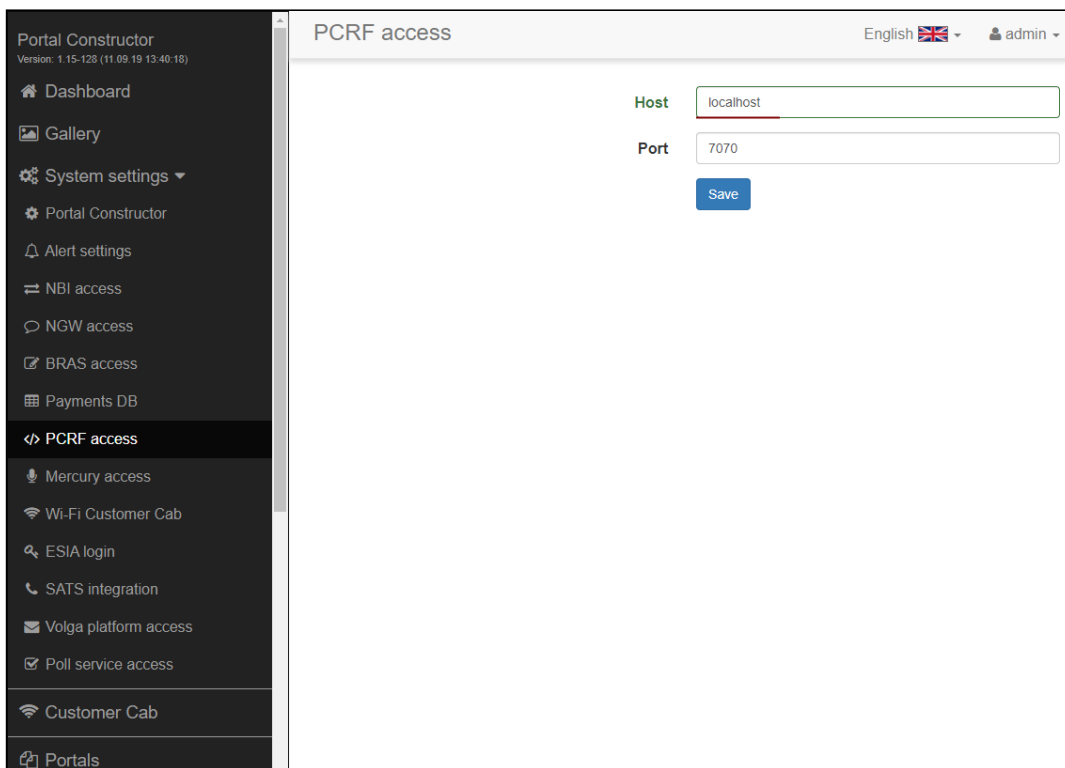 Portal Constructor
Version: 1.15-128 (11.09.19 13:40:18)
Dashboard
Gallery
System settings
Portal Constructor
Alert settings
NBI access
NGW access
BRAS access
Payments DB
PCRF access
Mercury access
Wi-Fi Customer Cab
ESIA login
SATS integration
Volga platform access
Poll service access
Customer Cab
Portals
PCRF access
English
admin
Host
localhost
Port
7070
Save